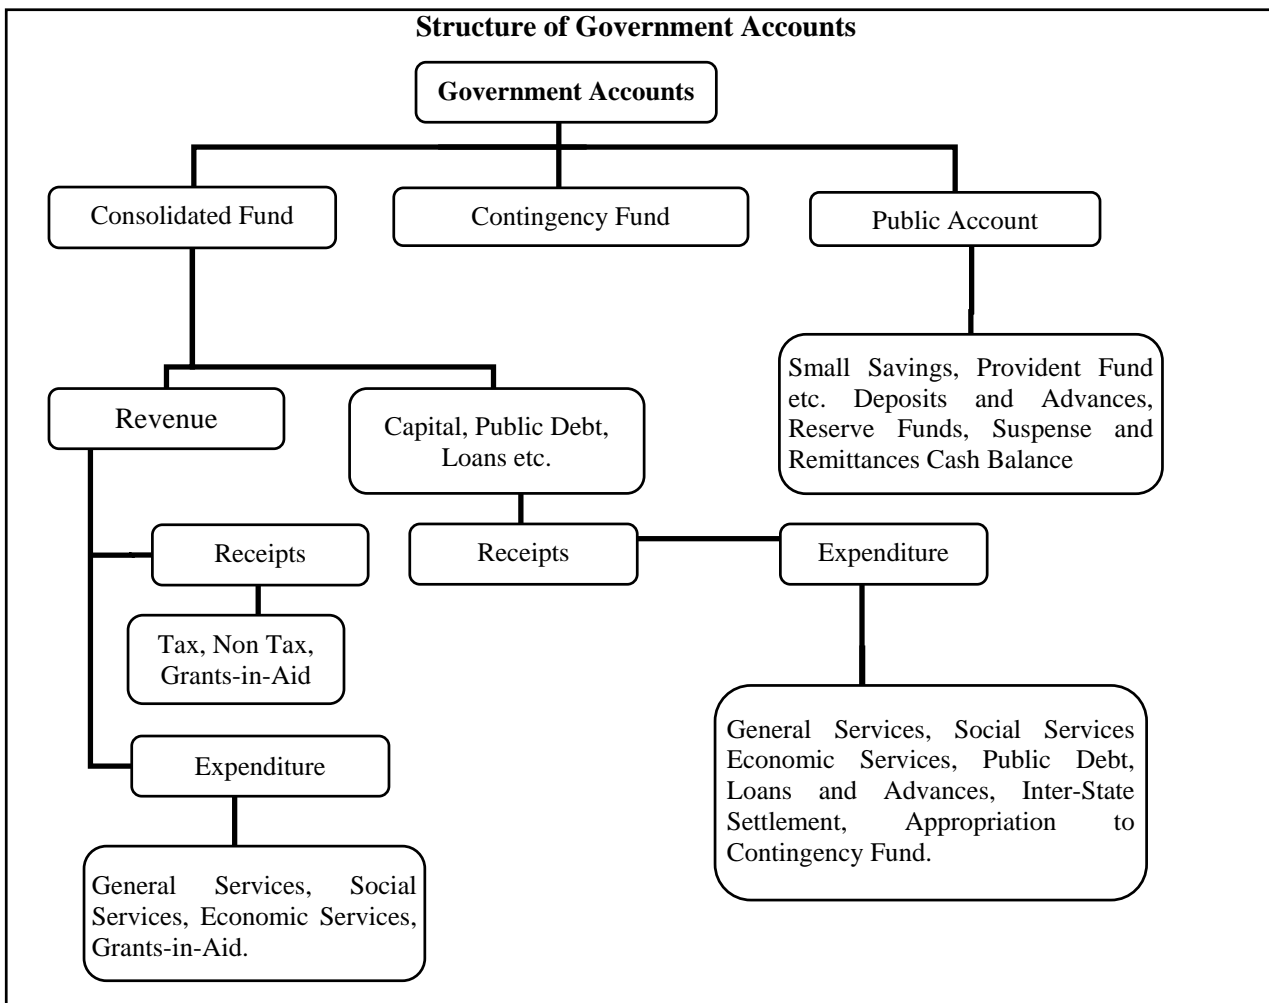 Structure of Government Accounts
Government Accounts
Consolidated Fund
Contingency Fund
Public Account
Small Savings, Provident Fund
etc. Deposits and Advances,
Reserve Funds, Suspense and
Remittances Cash Balance
Revenue
Capital, Public Debt,
Loans etc.
Receipts
Receipts
Expenditure
Tax, Non Tax,
Grants-in-Aid
General Services, Social Services
Economic Services, Public Debt,
Loans and Advances, Inter-State
Settlement, Appropriation to
Contingency Fund.
Expenditure
General Services, Social
Services, Economic Services,
Grants-in-Aid.